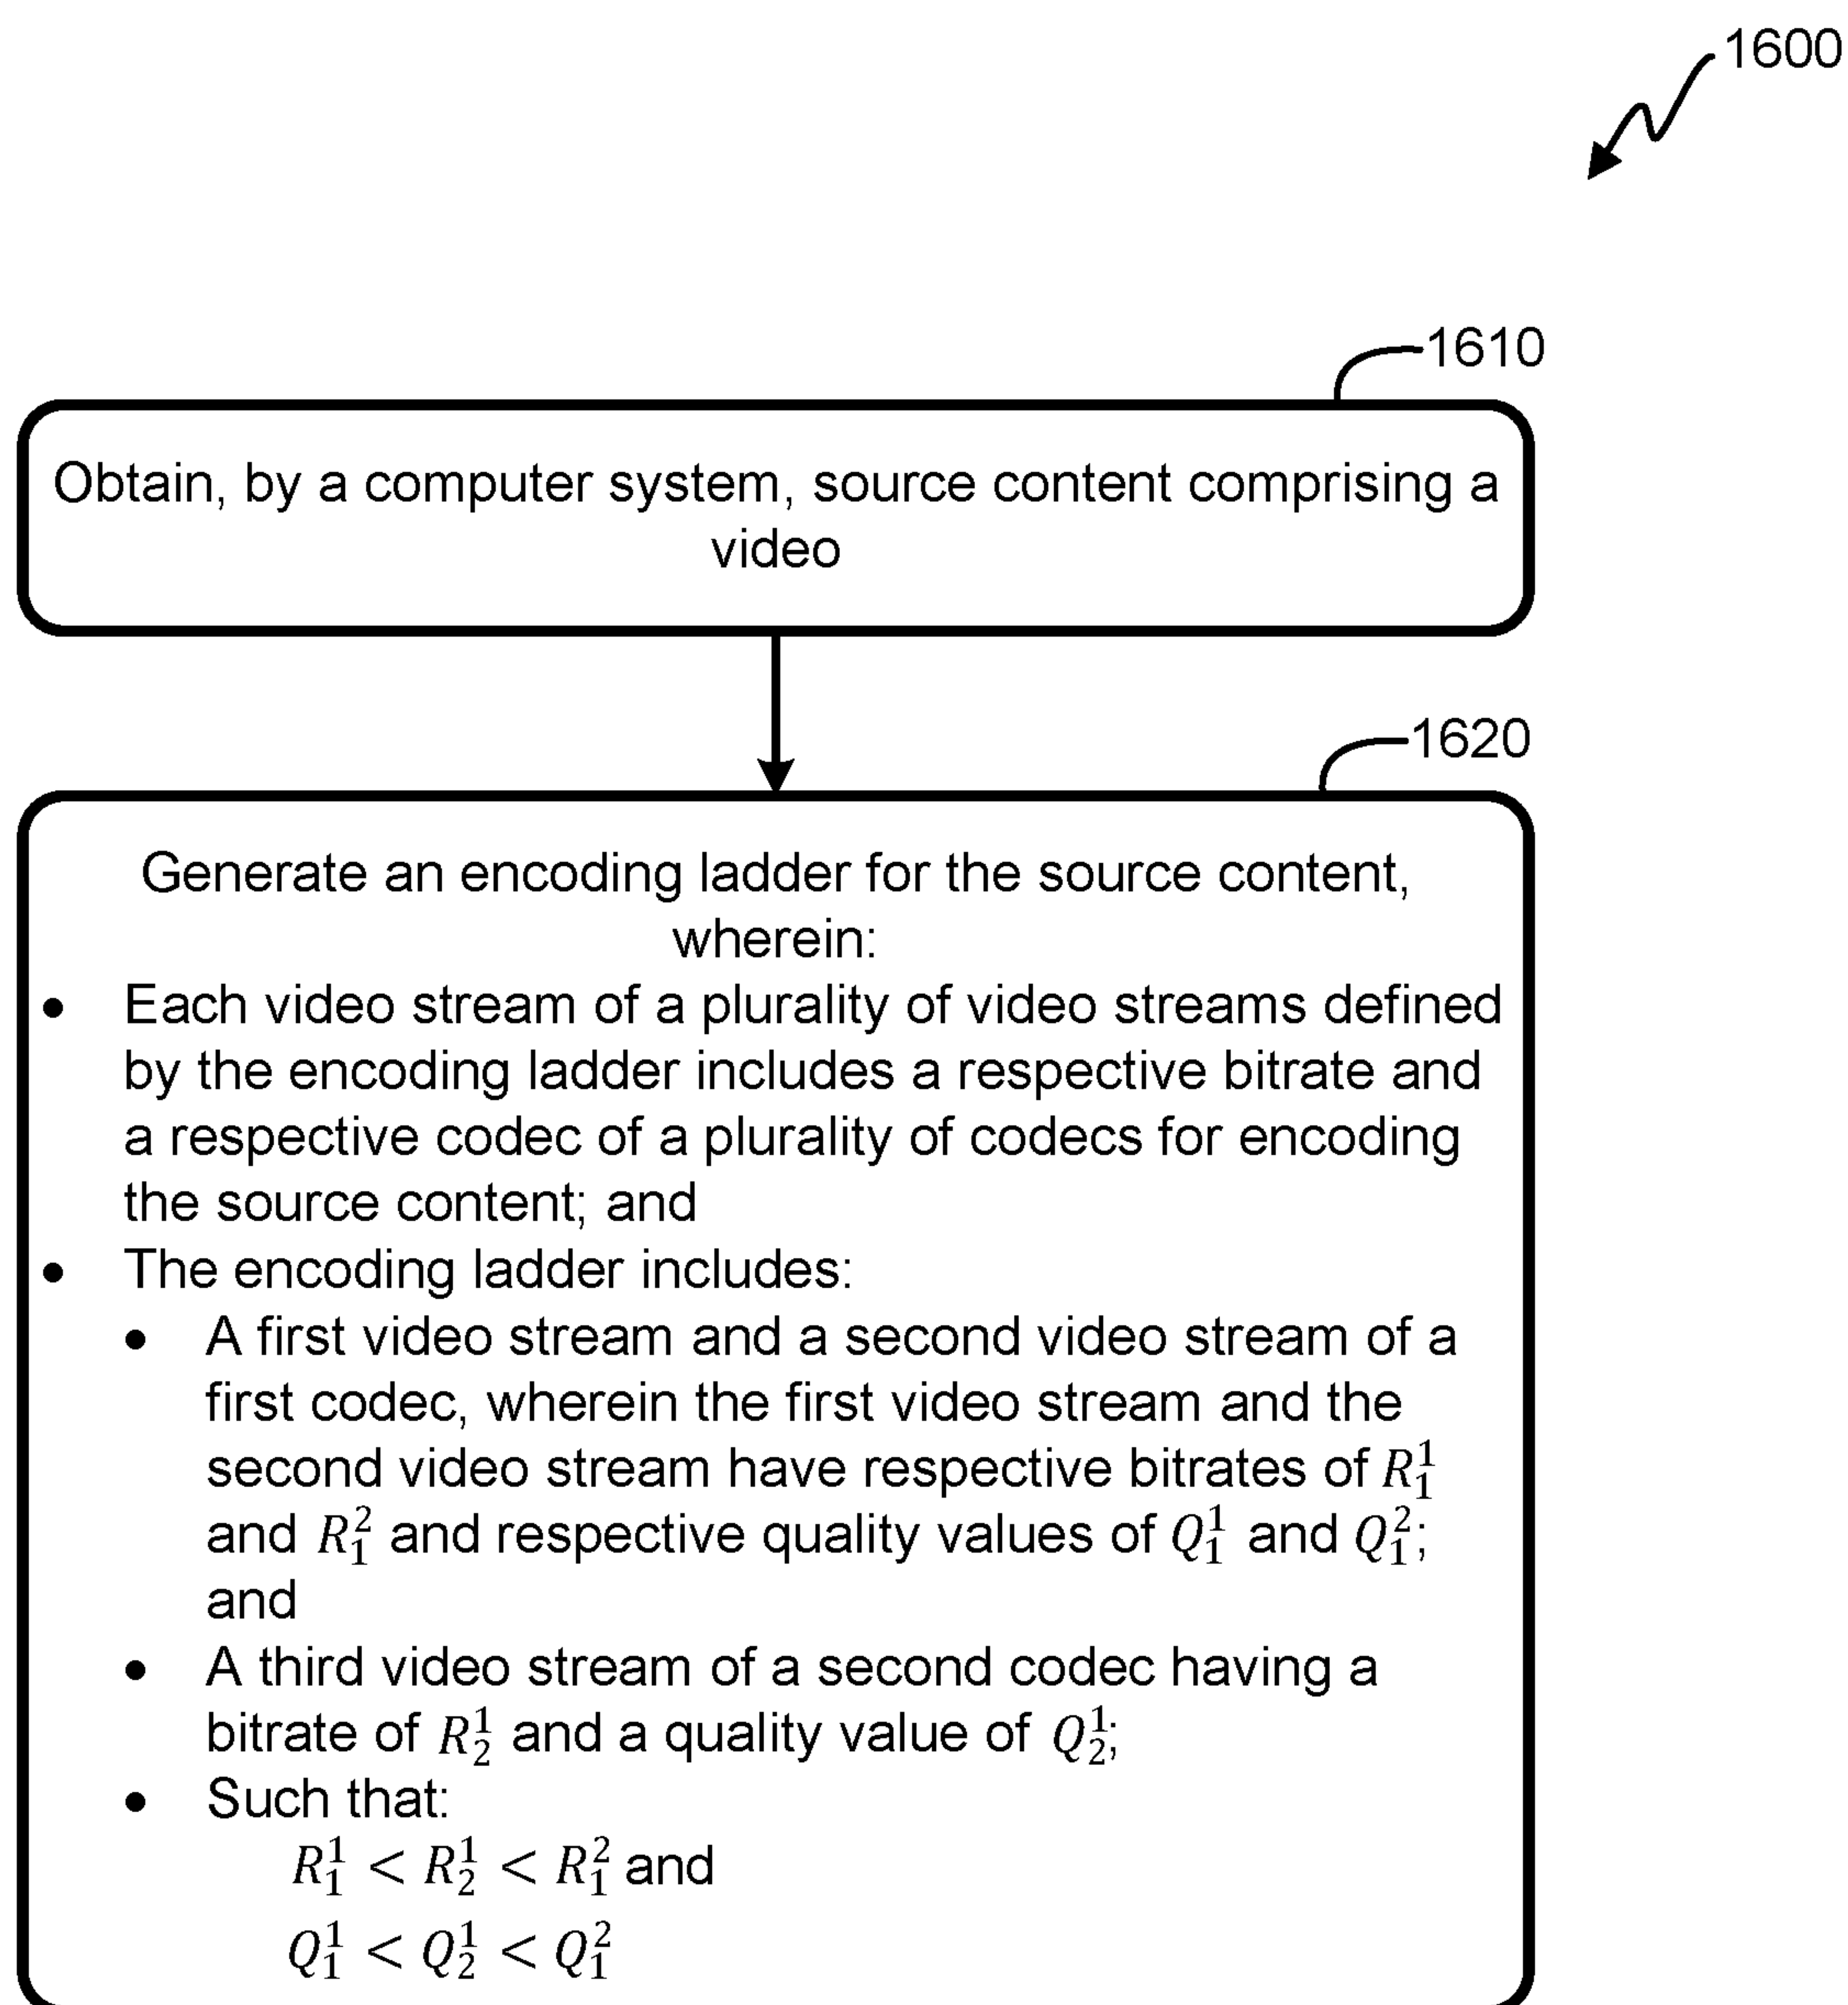 1600
1610
Obtain, by a computer system, source content comprising a
video
1620
Generate an encoding ladder for the source content,
wherein:
• Each video stream of a plurality of video streams defined
by the encoding ladder includes a respective bitrate and
a respective codec of a plurality of codecs for encoding
the source content; and
• The encoding ladder includes:
• A first video stream and a second video stream of a
first codec, wherein the first video stream and the
second video stream have respective bitrates of $R_1^1$
and $R_1^2$ and respective quality values of $Q_1^1$ and $Q_1^2$;
and
• A third video stream of a second codec having a
bitrate of $R_2^1$ and a quality value of $Q_2^1$;
• Such that:
$R_1^1 < R_2^1 < R_1^2$ and
$Q_1^1 < Q_2^1 < Q_1^2$